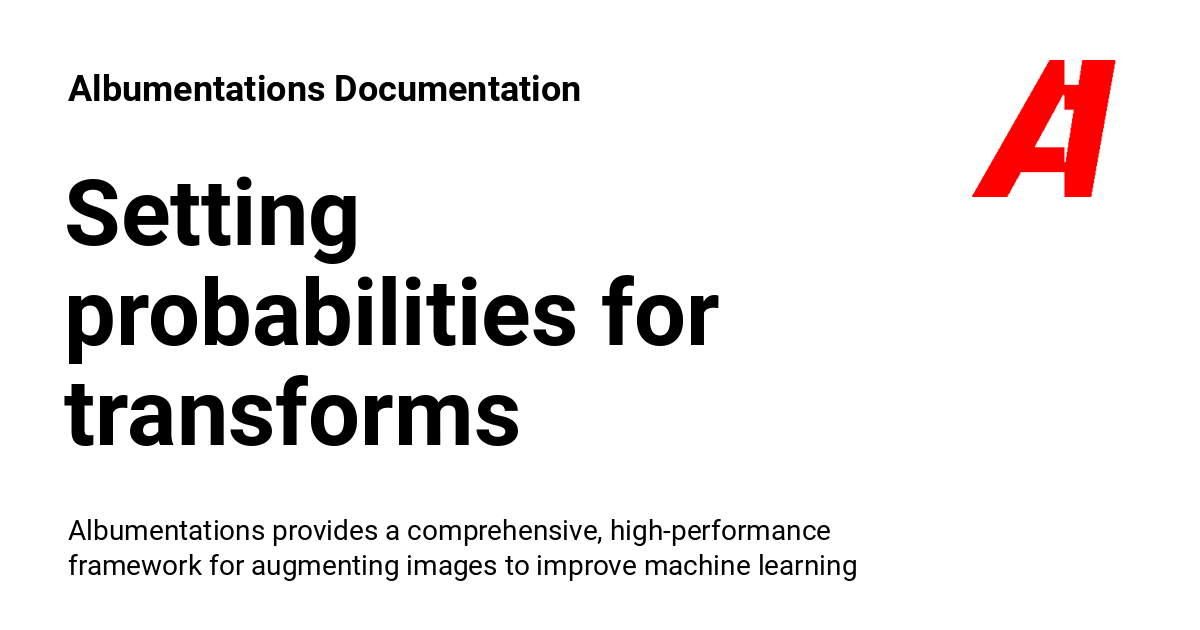 Albumentations Documentation
Setting
probabilities for
transforms
Albumentations provides a comprehensive, high-performance
framework for augmenting images to improve machine learning